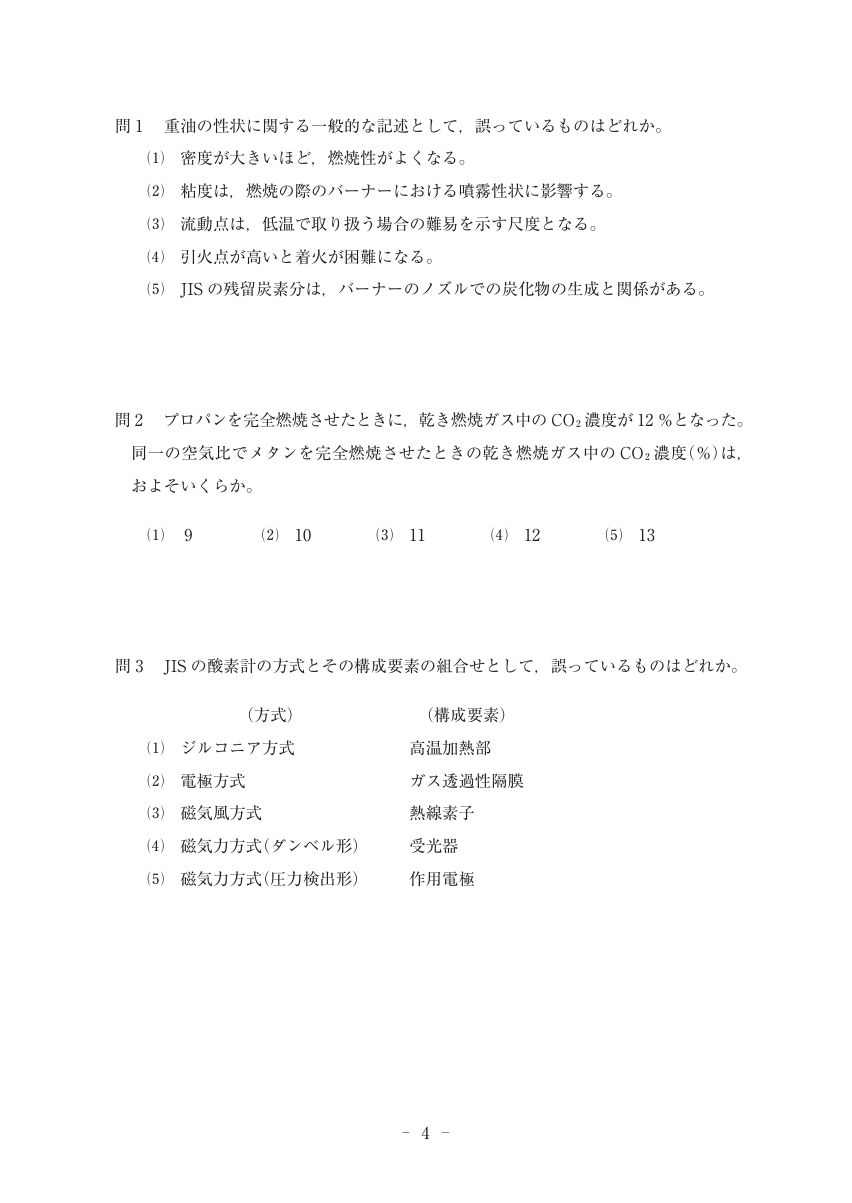 問1 重油の性状に関する一般的な記述として，誤っているものはどれか。
⑴ 密度が大きいほど，燃焼性がよくなる。
⑵ 粘度は，燃焼の際のバーナーにおける噴霧性状に影響する。
⑶ 流動点は，低温で取り扱う場合の難易を示す尺度となる。
⑷ 引火点が高いと着火が困難になる。
⑸ JIS の残留炭素分は，バーナーのノズルでの炭化物の生成と関係がある。
問2 プロパンを完全燃焼させたときに，乾き燃焼ガス中の CO₂ 濃度が 12 %となった。
同一の空気比でメタンを完全燃焼させたときの乾き燃焼ガス中の CO₂ 濃度(%)は，
およそいくらか。
⑴ 9 ⑵ 10 ⑶ 11 ⑷ 12 ⑸ 13
問3 JIS の酸素計の方式とその構成要素の組合せとして，誤っているものはどれか。
（方式） （構成要素）
⑴ ジルコニア方式 高温加熱部
⑵ 電極方式 ガス透過性隔膜
⑶ 磁気風方式 熱線素子
⑷ 磁気力方式(ダンベル形) 受光器
⑸ 磁気力方式(圧力検出形) 作用電極
- 4 -